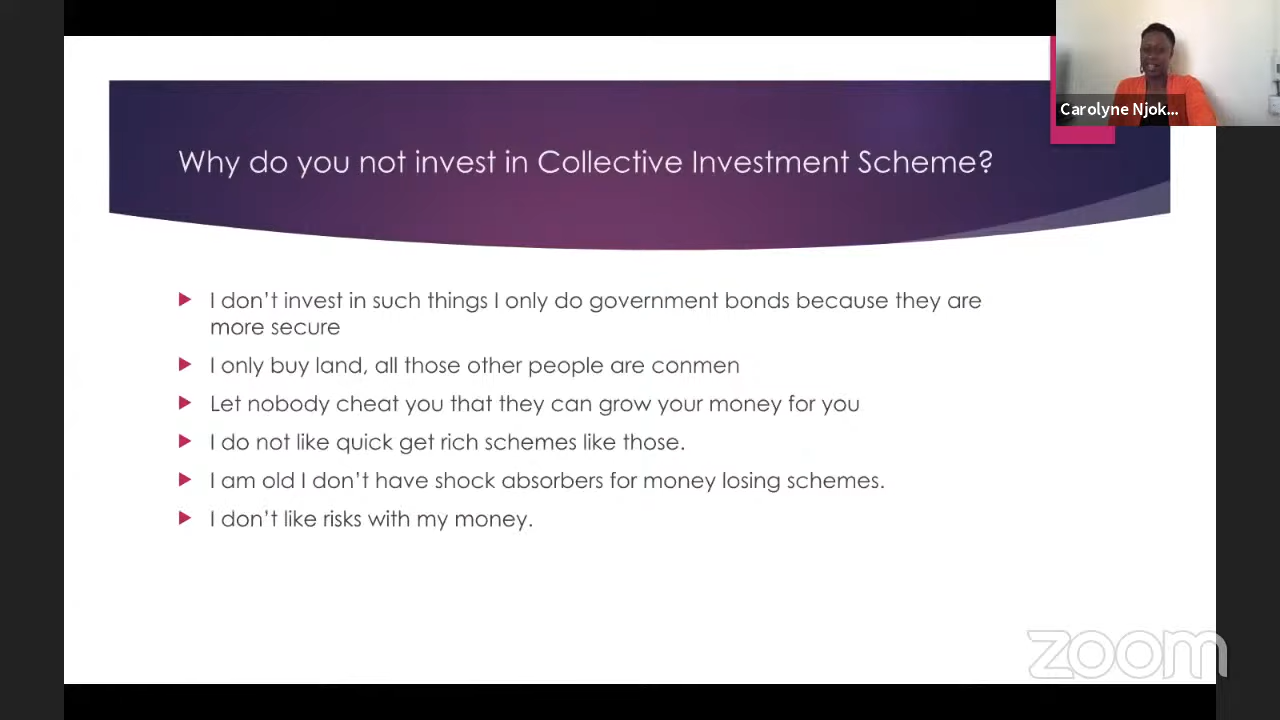 Carolyne Njok...
Why do you not invest in Collective Investment Scheme?
I don't invest in such things I only do government bonds because they are
more secure
I only buy land, all those other people are conmen
Let nobody cheat you that they can grow your money for you
I do not like quick get rich schemes like those.
I am old I don't have shock absorbers for money losing schemes.
I don't like risks with my money.
zoom